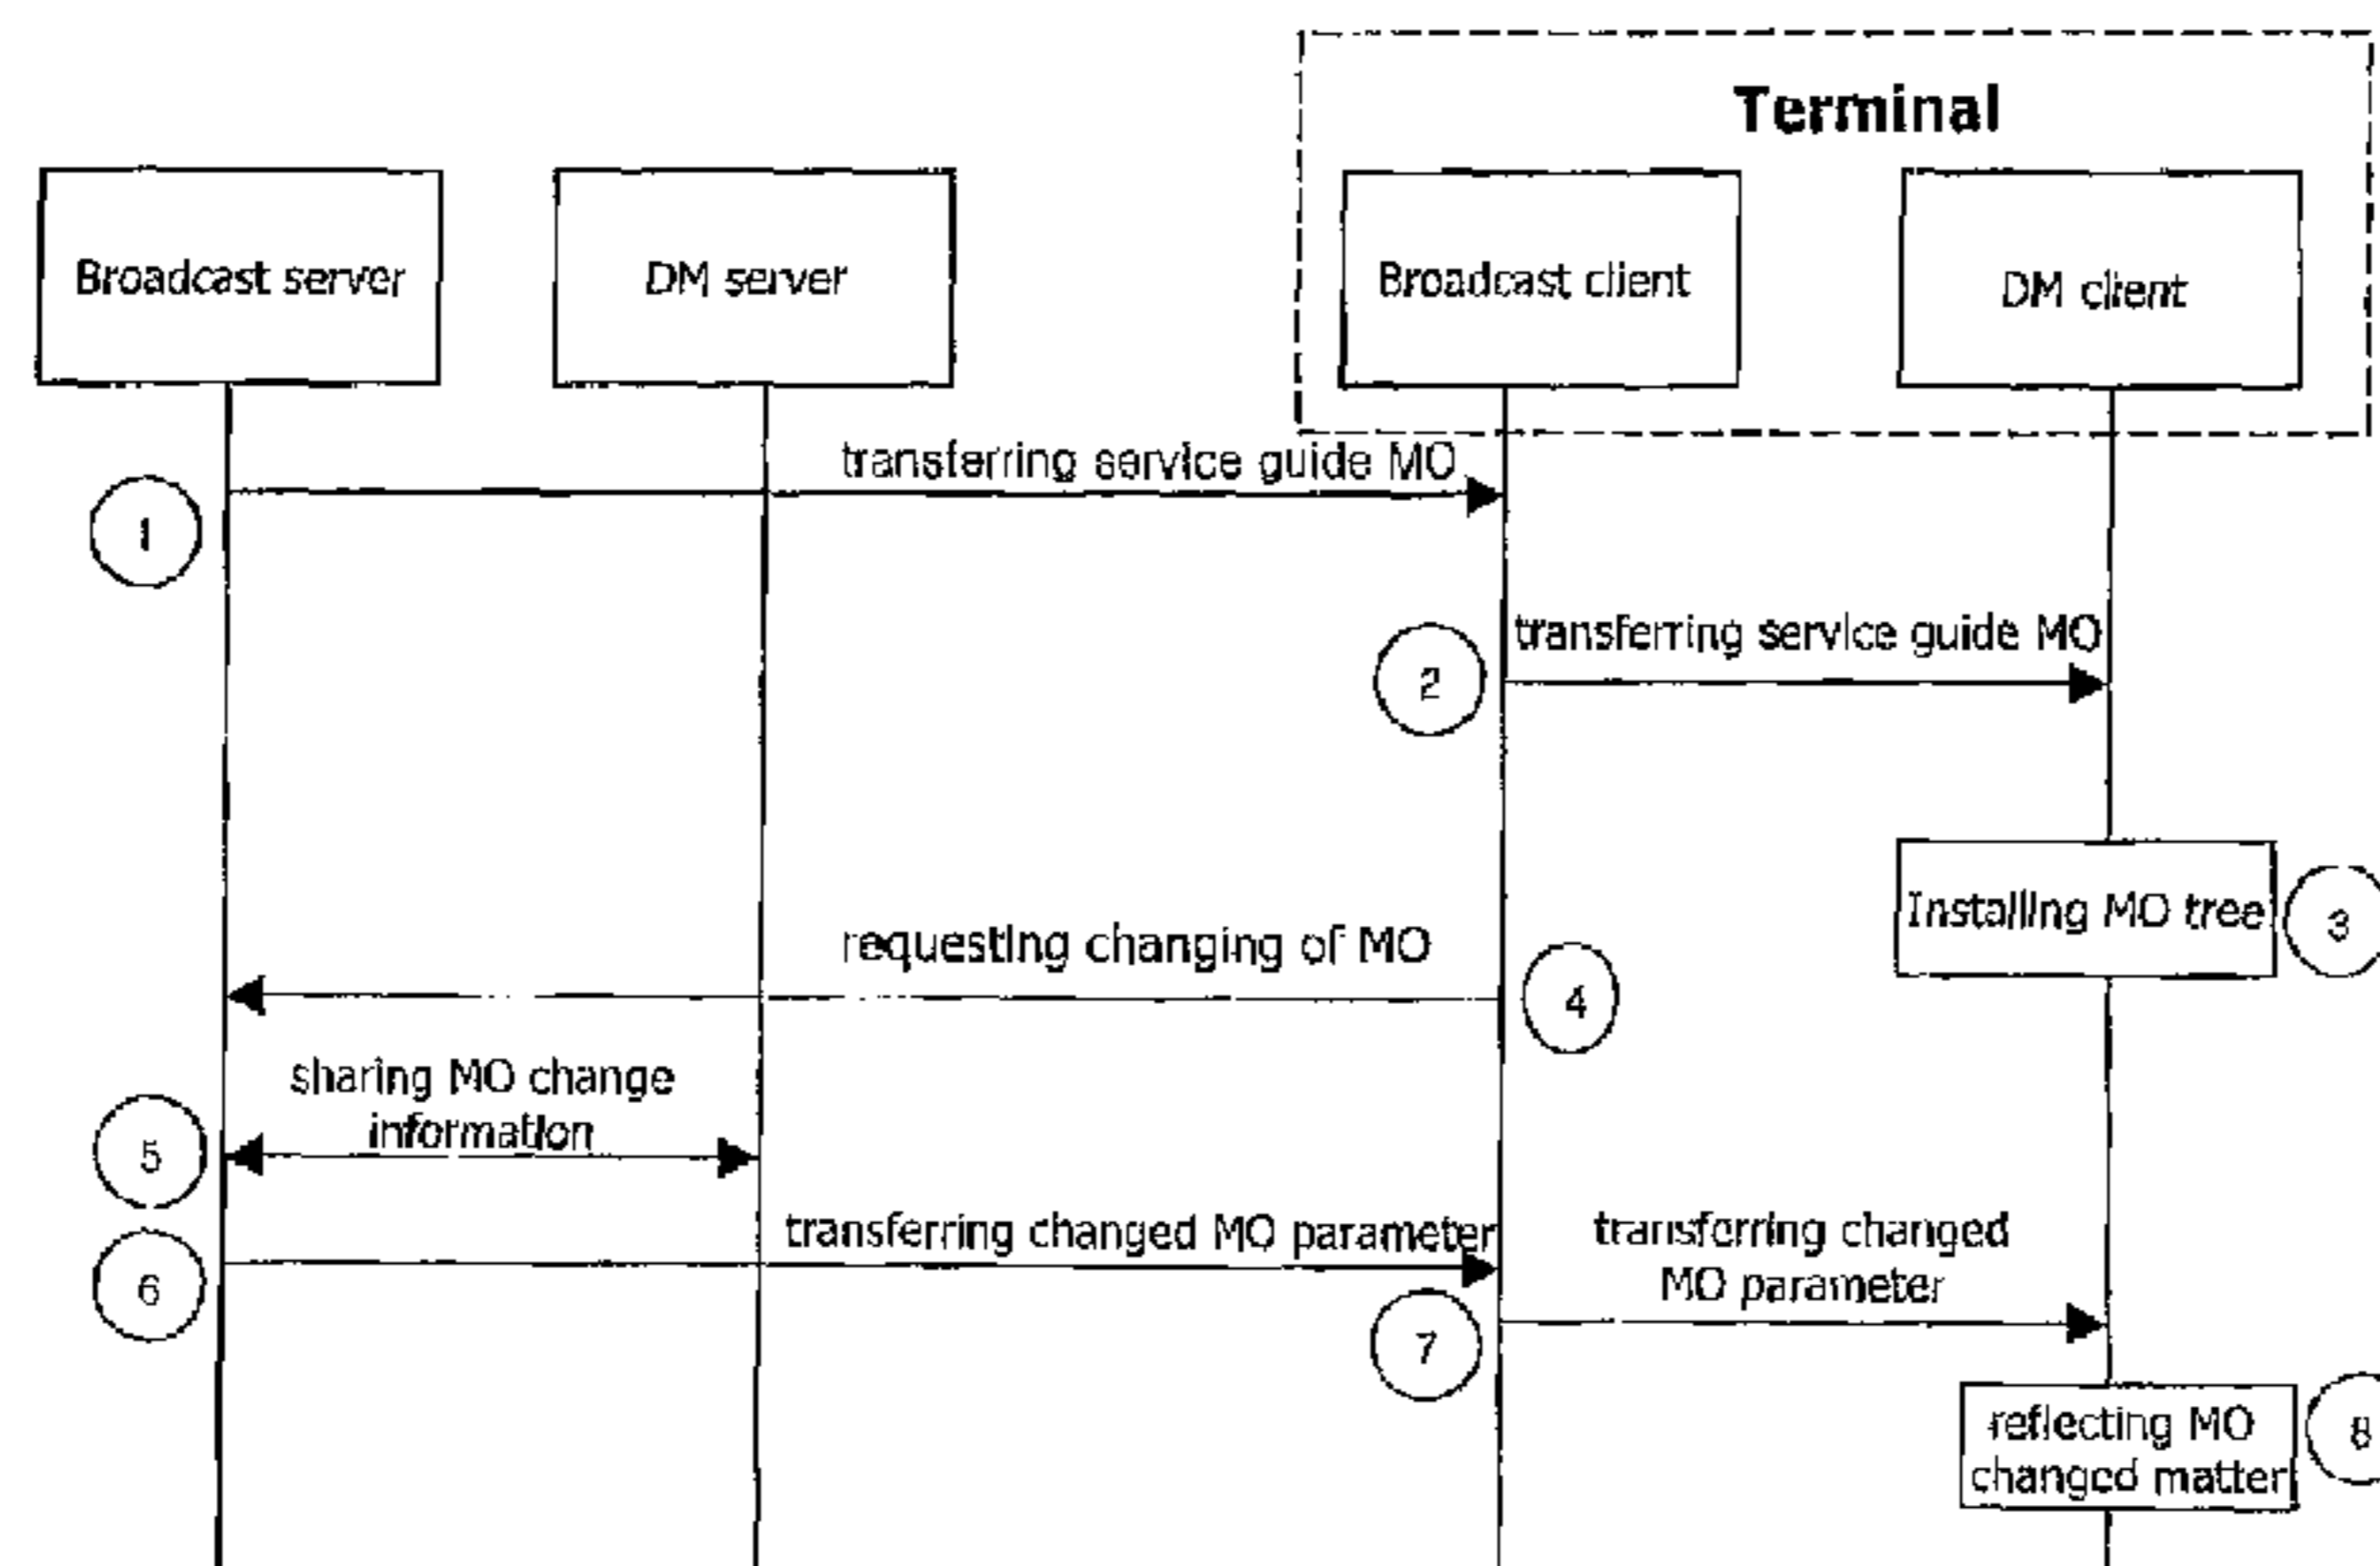 Terminal
Broadcast server
DM server
Broadcast client
DM client
transferring service guide MO
1
transferring service guide MO
2
Installing MO tree
3
requesting changing of MO
4
sharing MO change
information
5
transferring changed MO parameter
6
transferring changed
MO parameter
7
reflecting MO
changed matter
8